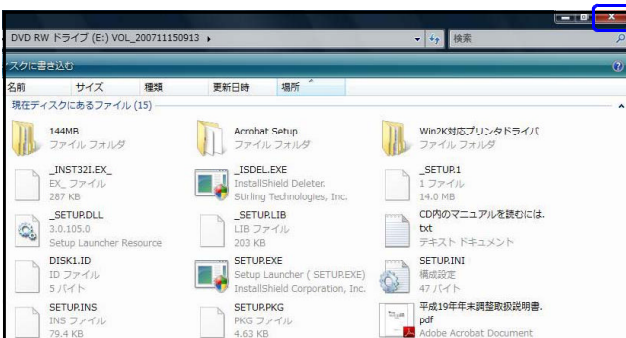 DVD RW ドライブ (E:) VOL_200711150913
検索
スクに書き込む
名前 サイズ 種類 更新日時 場所
現在ディスクにあるファイル (15)
144MB
ファイル フォルダ
Acrobat Setup
ファイル フォルダ
Win2K対応プリンタドライバ
ファイル フォルダ
_INST32I.EX_
EX_ ファイル
287 KB
_ISDEL.EXE
InstallShield Deleter.
Stirling Technologies, Inc.
_SETUP.1
1 ファイル
14.0 MB
_SETUP.DLL
3.0.105.0
Setup Launcher Resource
_SETUP.LIB
LIB ファイル
203 KB
CD内のマニュアルを読むには.
txt
テキスト ドキュメント
DISK1.ID
ID ファイル
5 バイト
SETUP.EXE
Setup Launcher ( SETUP.EXE)
InstallShield Corporation, Inc.
SETUP.INI
構成設定
47 バイト
SETUP.INS
INS ファイル
79.4 KB
SETUP.PKG
PKG ファイル
4.63 KB
平成19年年末調整取扱説明書.
pdf
Adobe Acrobat Document